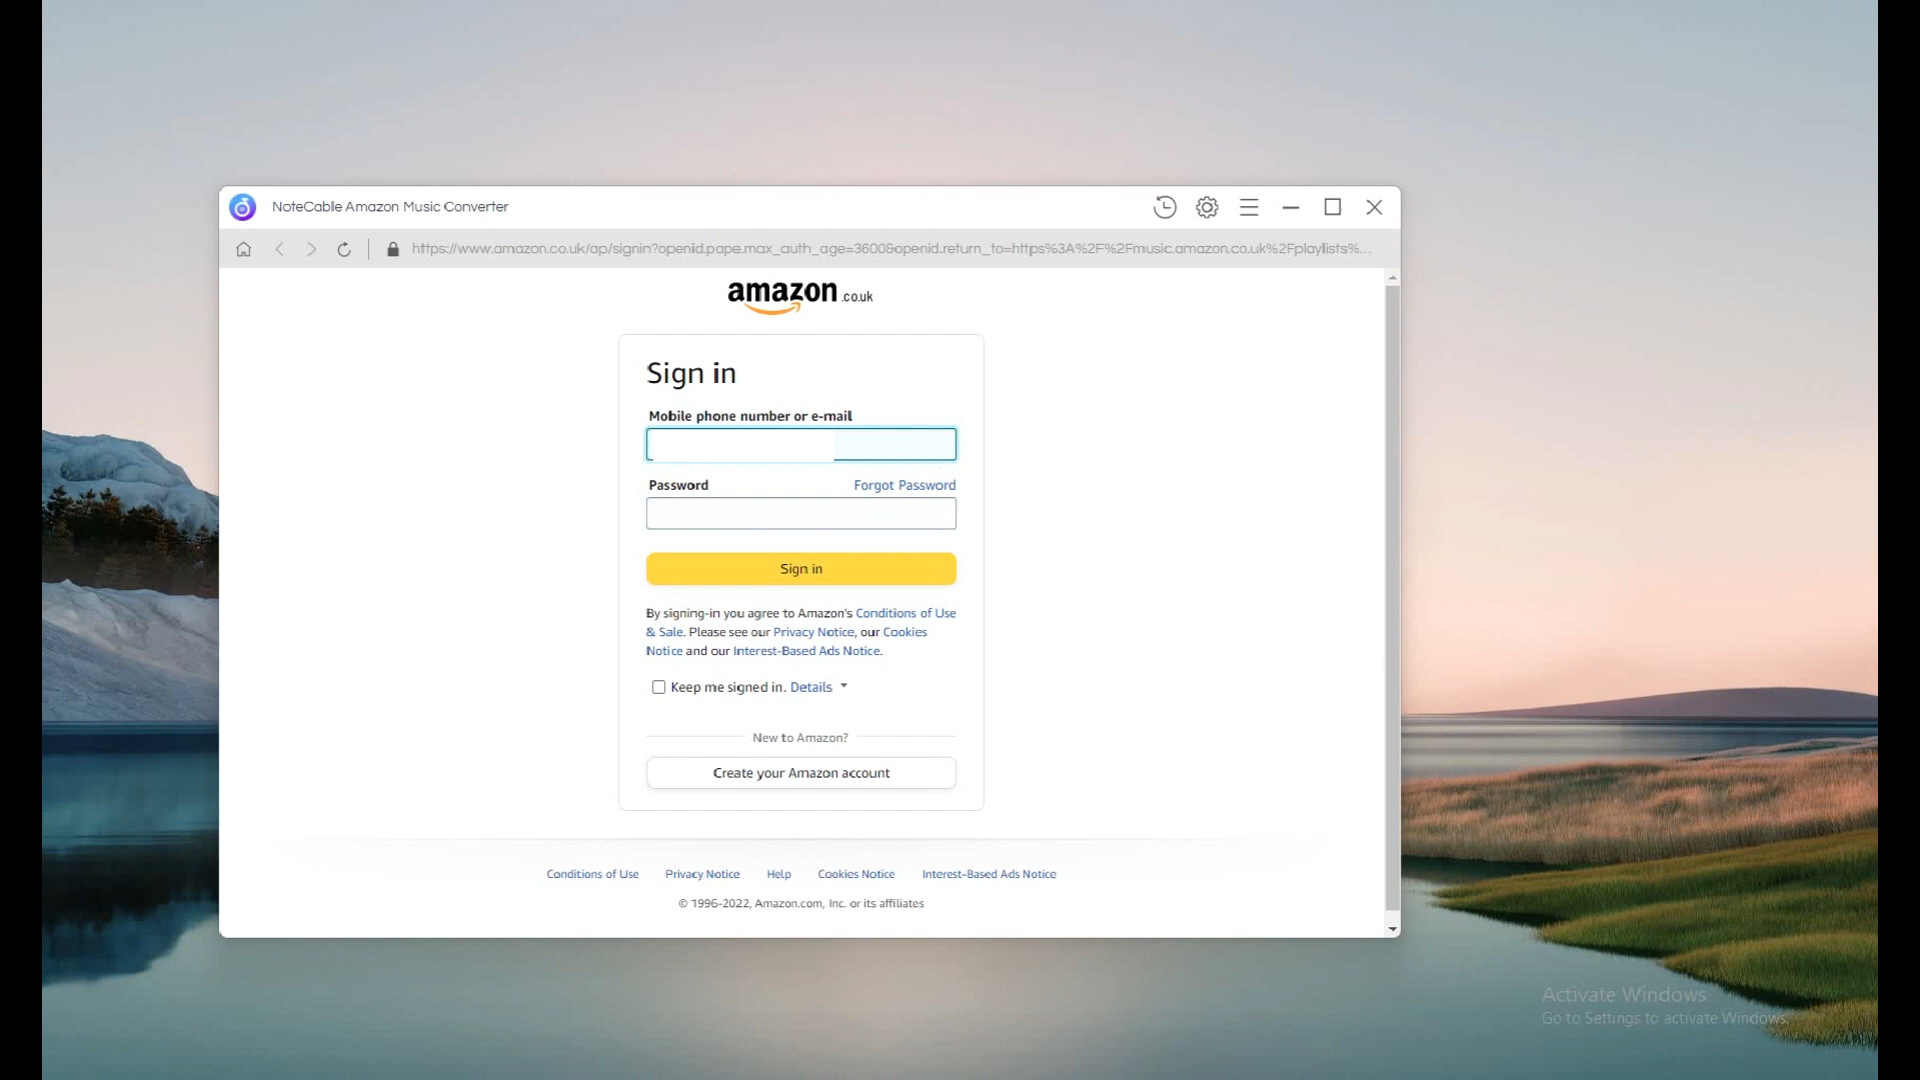 NoteCable Amazon Music Converter
https://www.amazon.co.uk/ap/signin?openid.pape.max_auth_age=3600&openid.return_to=https%3A%2F%2Fmusic.amazon.co.uk%2Fplaylists%...
amazon.co.uk
Sign in
Mobile phone number or e-mail
Password Forgot Password
Sign in
By signing-in you agree to Amazon's Conditions of Use
& Sale. Please see our Privacy Notice, our Cookies
Notice and our Interest-Based Ads Notice.
Keep me signed in. Details
New to Amazon?
Create your Amazon account
Conditions of Use Privacy Notice Help Cookies Notice Interest-Based Ads Notice
© 1996-2022, Amazon.com, Inc. or its affiliates
Activate Windows
Go to Settings to activate Windows.